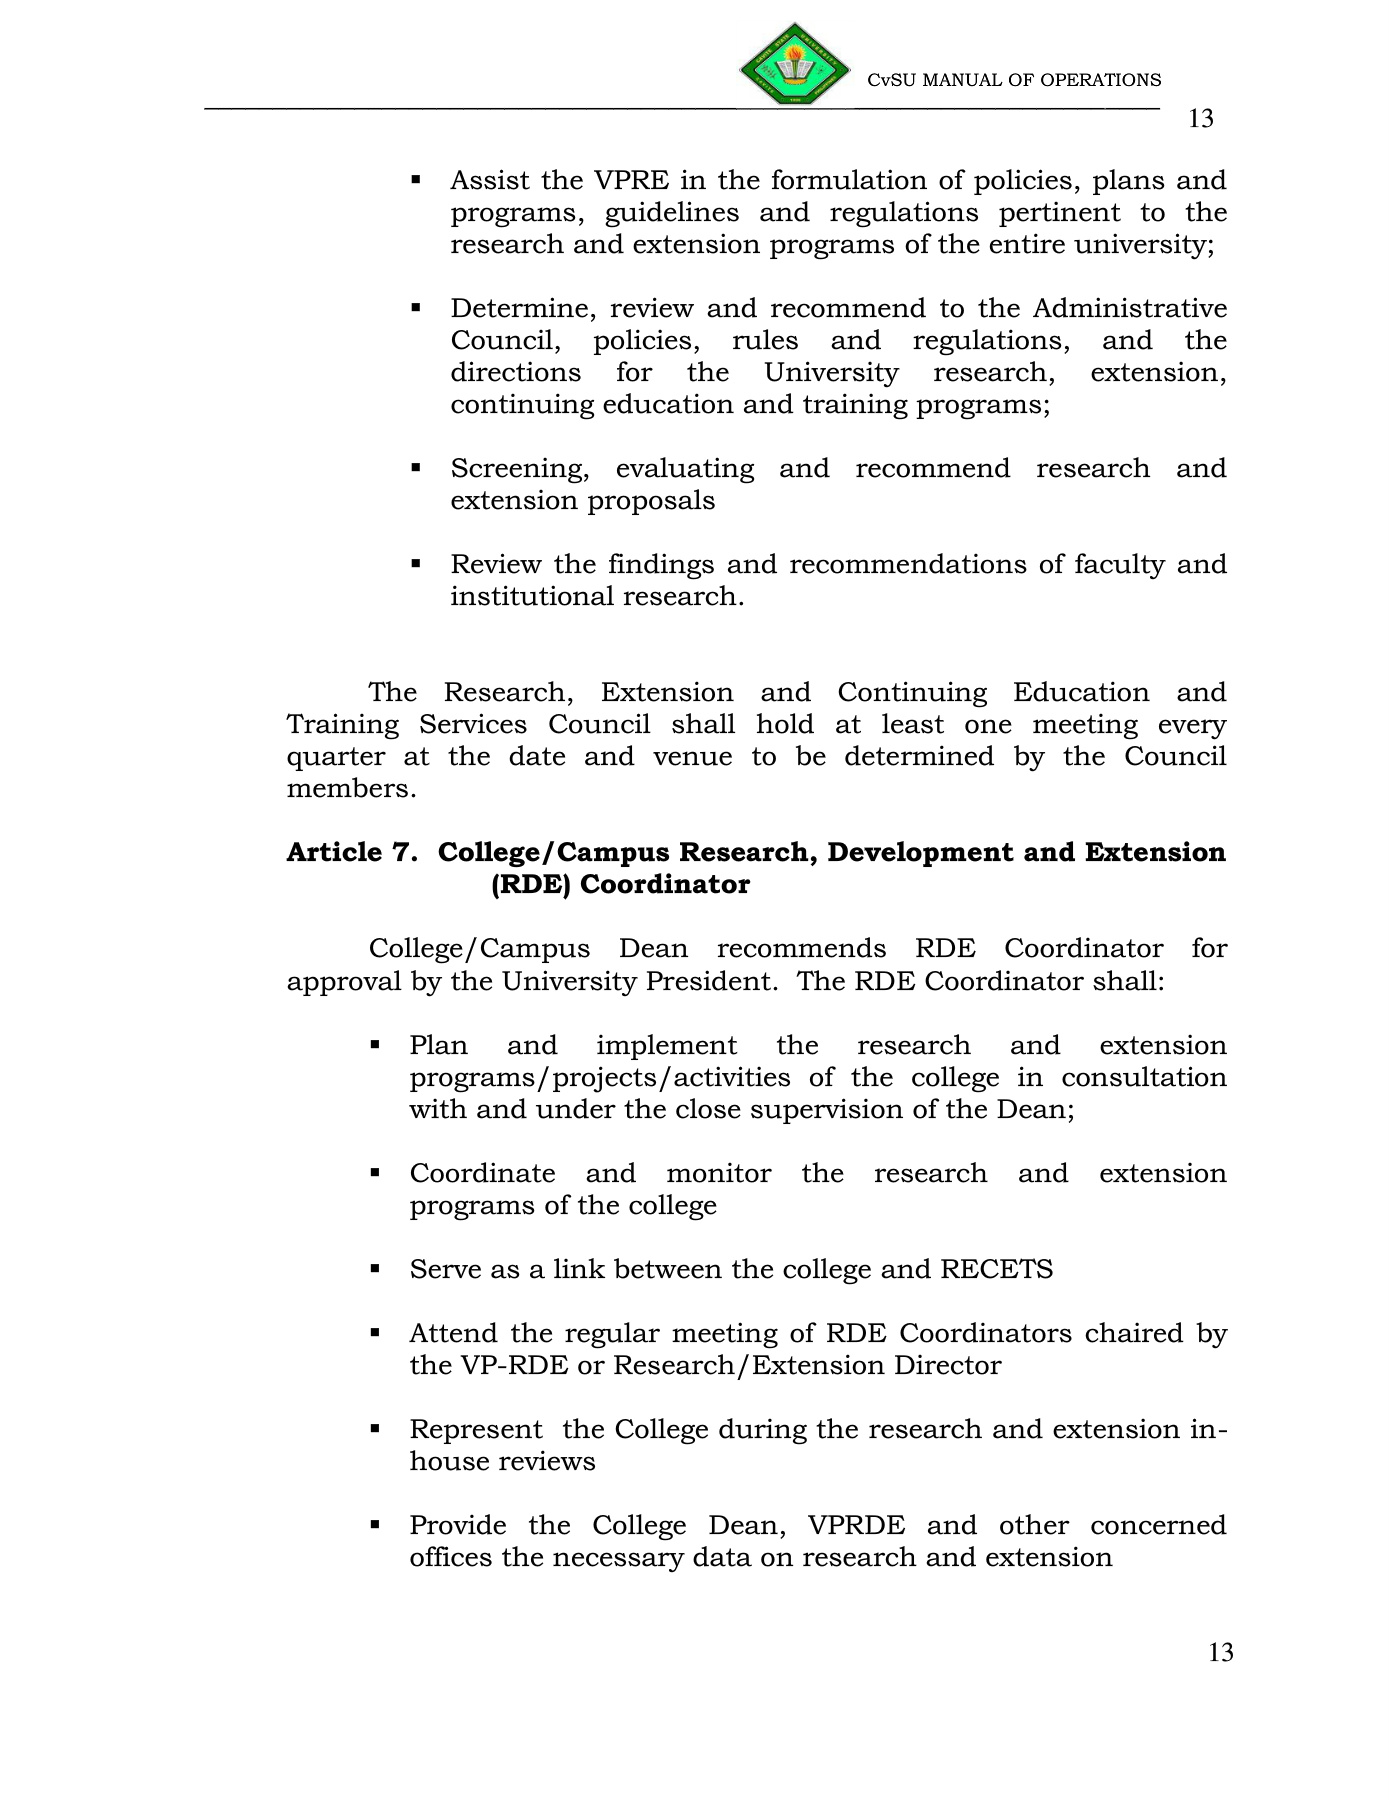 CvSU MANUAL OF OPERATIONS
13
▪ Assist the VPRE in the formulation of policies, plans and
programs, guidelines and regulations pertinent to the
research and extension programs of the entire university;
▪ Determine, review and recommend to the Administrative
Council, policies, rules and regulations, and the
directions for the University research, extension,
continuing education and training programs;
▪ Screening, evaluating and recommend research and
extension proposals
▪ Review the findings and recommendations of faculty and
institutional research.
The Research, Extension and Continuing Education and
Training Services Council shall hold at least one meeting every
quarter at the date and venue to be determined by the Council
members.
Article 7. College/Campus Research, Development and Extension
(RDE) Coordinator
College/Campus Dean recommends RDE Coordinator for
approval by the University President. The RDE Coordinator shall:
▪ Plan and implement the research and extension
programs/projects/activities of the college in consultation
with and under the close supervision of the Dean;
▪ Coordinate and monitor the research and extension
programs of the college
▪ Serve as a link between the college and RECETS
▪ Attend the regular meeting of RDE Coordinators chaired by
the VP-RDE or Research/Extension Director
▪ Represent the College during the research and extension in-
house reviews
▪ Provide the College Dean, VPRDE and other concerned
offices the necessary data on research and extension
13